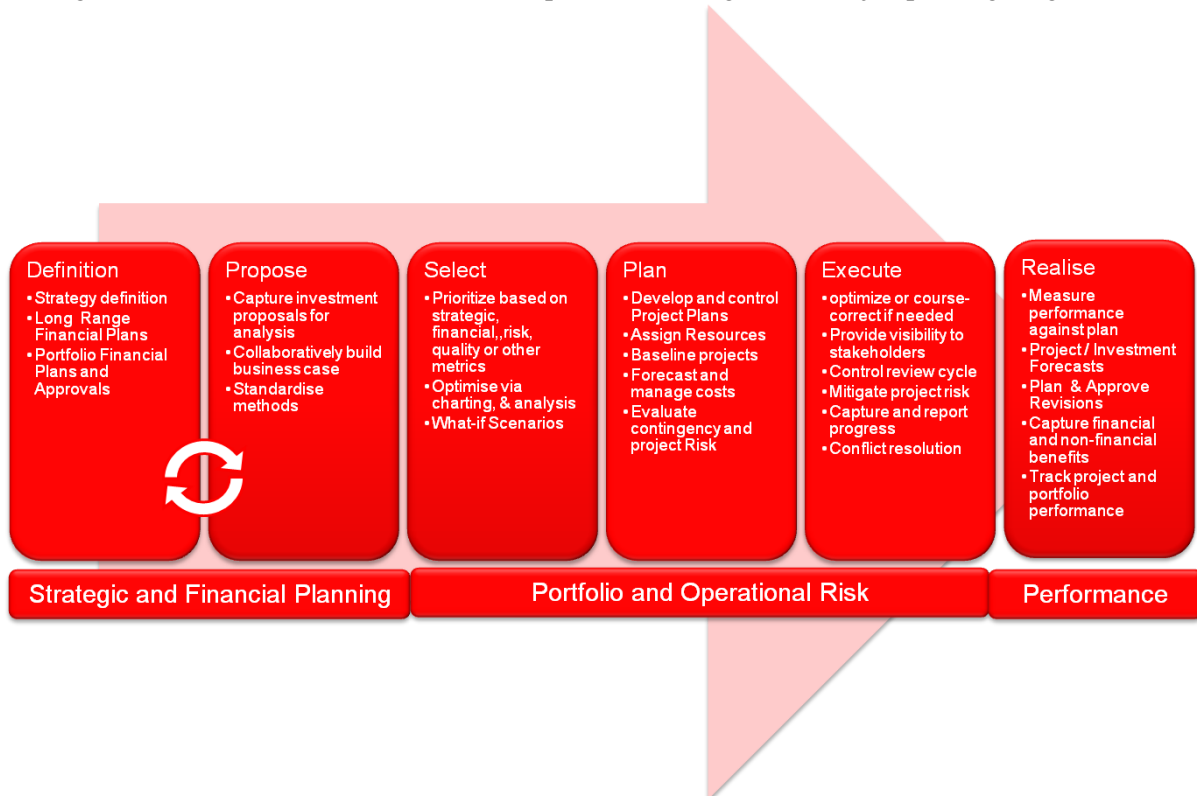 Definition
▪Strategy definition
▪Long Range
Financial Plans
▪Portfolio Financial
Plans and
Approvals
Propose
▪Capture investment
proposals for
analysis
▪Collaboratively build
business case
▪Standardise
methods
Select
▪Prioritize based on
strategic,
financial,,risk,
quality or other
metrics
▪Optimise via
charting, & analysis
▪What-if Scenarios
Plan
▪Develop and control
Project Plans
▪Assign Resources
▪Baseline projects
▪Forecast and
manage costs
▪Evaluate
contingency and
project Risk
Execute
▪optimize or course-
correct if needed
▪Provide visibility to
stakeholders
▪Control review cycle
▪Mitigate project risk
▪Capture and report
progress
▪Conflict resolution
Realise
▪Measure
performance
against plan
▪Project / Investment
Forecasts
▪Plan & Approve
Revisions
▪Capture financial
and non-financial
benefits
▪Track project and
portfolio
performance
Strategic and Financial Planning
Portfolio and Operational Risk
Performance